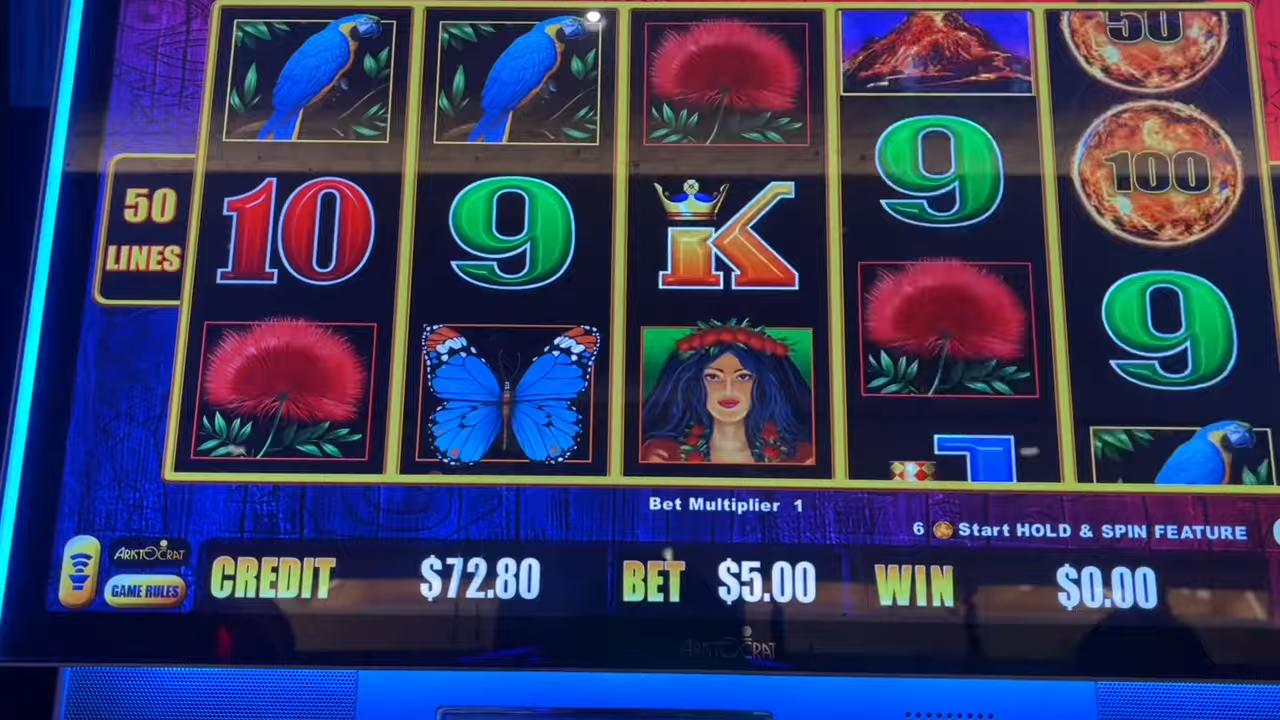 50
100
9
50
LINES
10
9
K
9
J
Bet Multiplier 1
6 Start HOLD & SPIN FEATURE
ARISTOCRAT
GAME RULES
CREDIT $72.80 BET $5.00 WIN $0.00
ARISTOCRAT